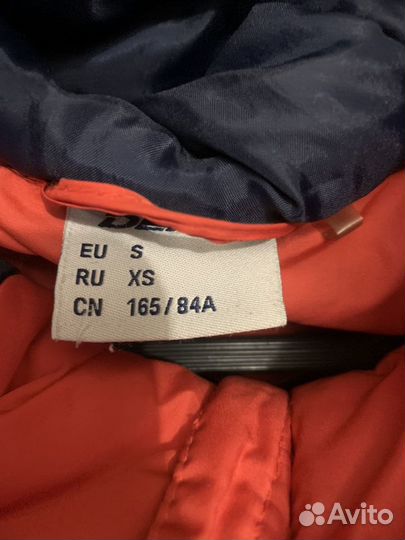 EU S
RU XS
CN 165/84A
Avito